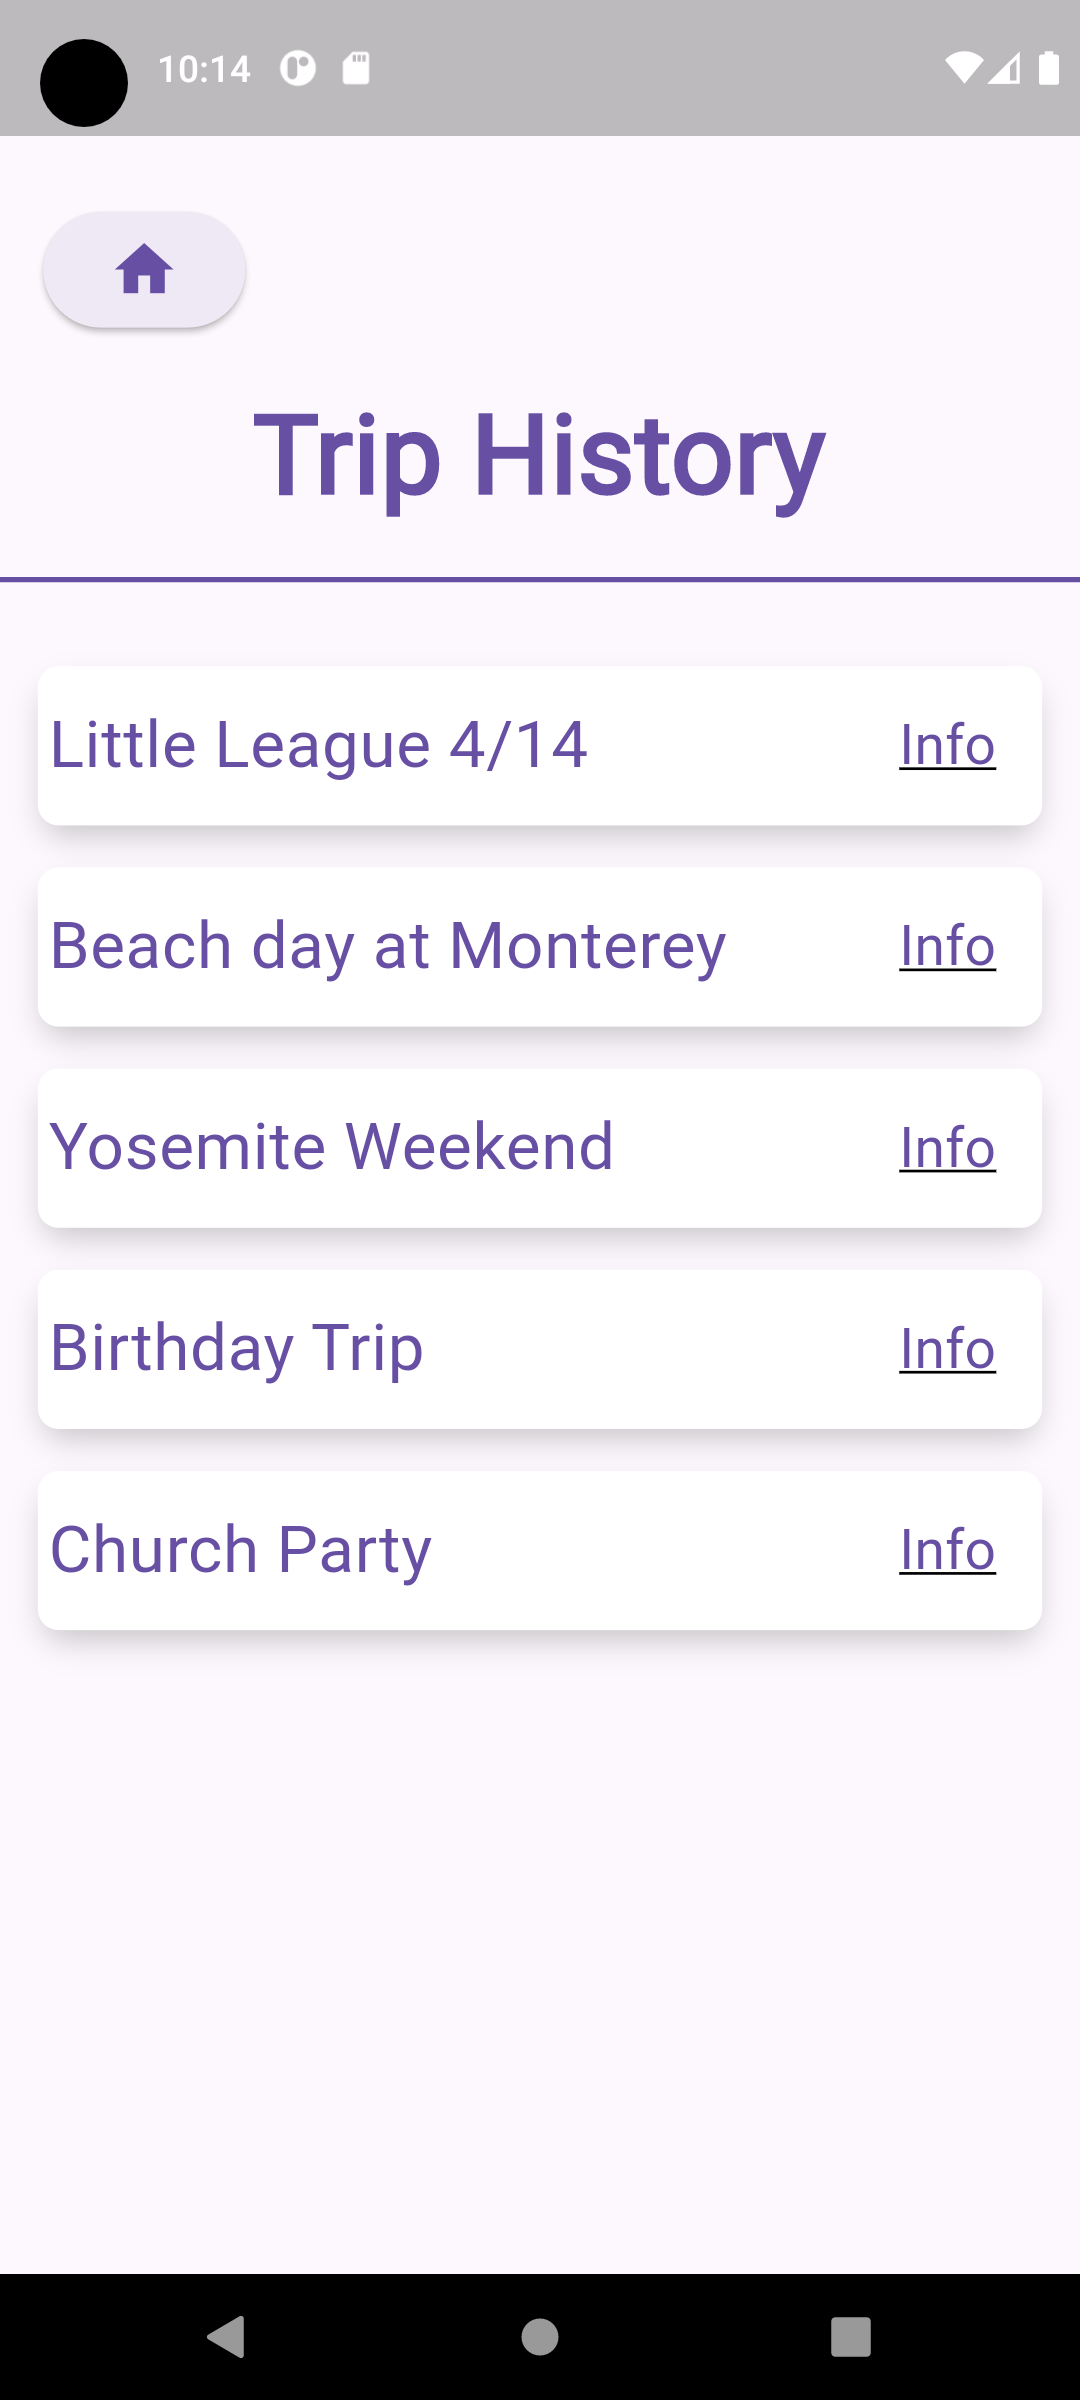 10:14
Trip History
Little League 4/14 Info
Beach day at Monterey Info
Yosemite Weekend Info
Birthday Trip Info
Church Party Info